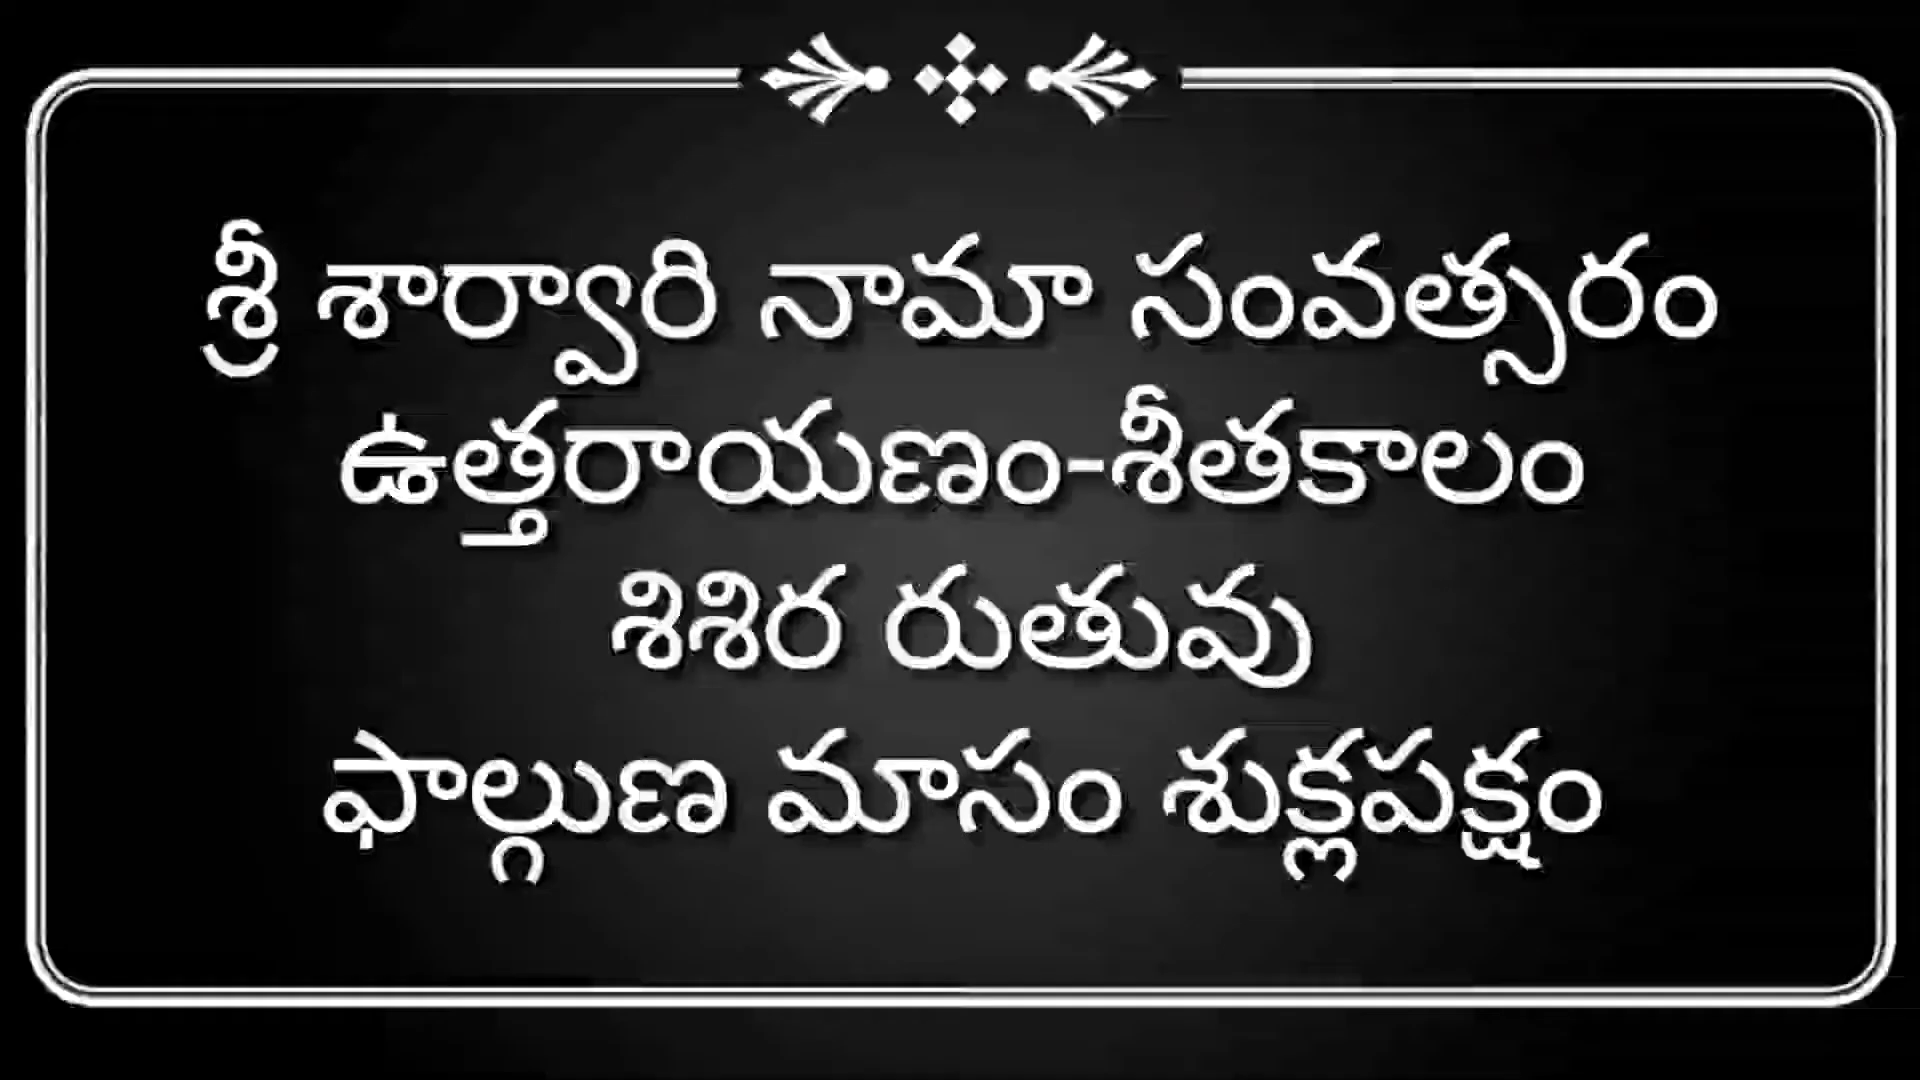 శ్రీ శార్వారి నామా సంవత్సరం
ఉత్తరాయణం-శీతకాలం
శిశిర రుతువు
ఫాల్గుణ మాసం శుక్లపక్షం